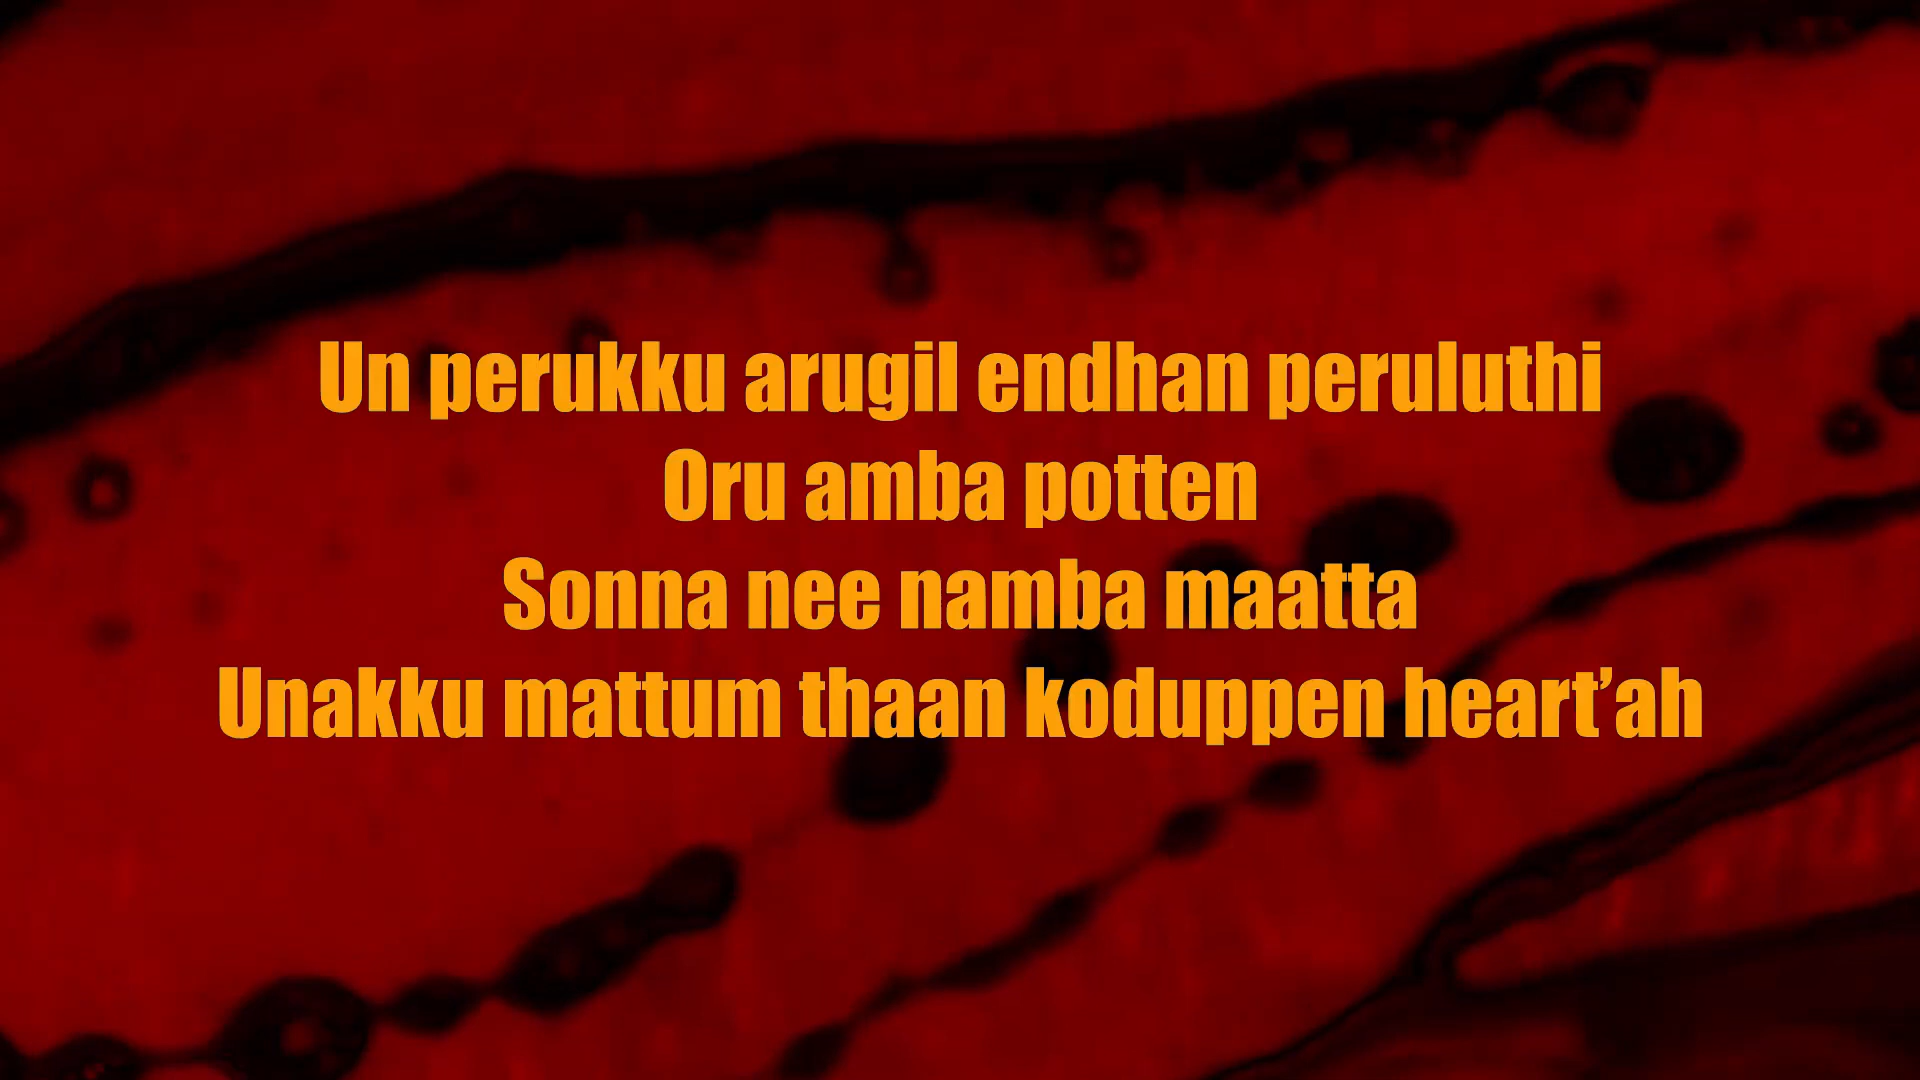 Un perukku arugil endhan peruluthi
Oru amba potten
Sonna nee namba maatta
Unakku mattum thaan koduppen heart’ah